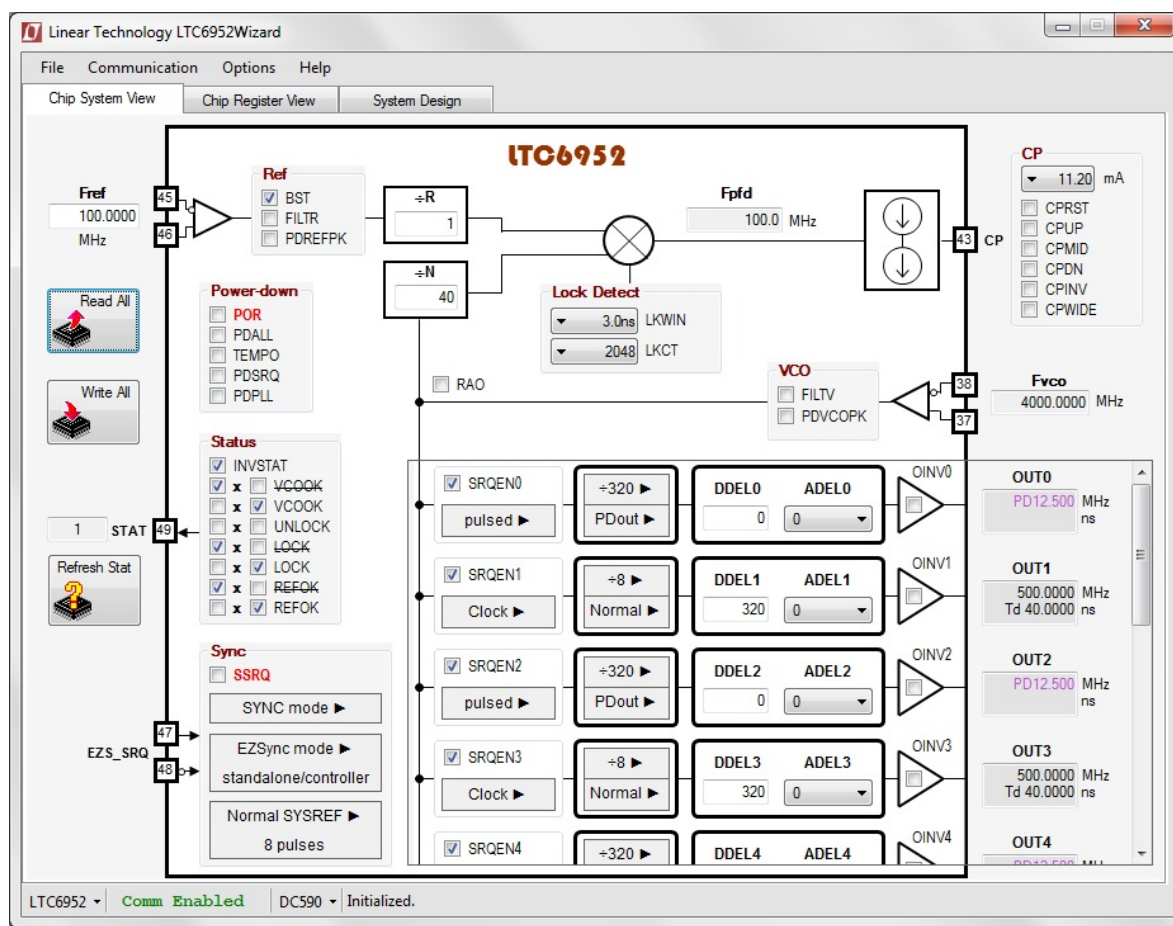 Linear Technology LTC6952Wizard
File Communication Options Help
Chip System View Chip Register View System Design
LTC6952
Fref
100.0000
MHz
45
46
Ref
BST
FILTR
PDREFPK
÷R
1
÷N
40
Fpfd
100.0 MHz
43 CP
CP
11.20 mA
CPRST
CPUP
CPMID
CPDN
CPINV
CPWIDE
Read All
Write All
Power-down
POR
PDALL
TEMPO
PDSRQ
PDPLL
Lock Detect
3.0ns LKWIN
2048 LKCT
RAO
VCO
FILTV
PDVCOPK
38
37
Fvco
4000.0000 MHz
Status
INVSTAT
x VCOOK
x VCOOK
x UNLOCK
x LOCK
x LOCK
x REFOK
x REFOK
1 STAT 49
Refresh Stat
Sync
SSRQ
SYNC mode ►
EZSync mode ►
standalone/controller
Normal SYSREF ►
8 pulses
47
EZS_SRQ
48
SRQEN0
pulsed ►
÷320 ►
PDout ►
DDEL0 ADEL0
0 0
OINV0
OUT0
PD12.500 MHz
ns
SRQEN1
Clock ►
÷8 ►
Normal ►
DDEL1 ADEL1
320 0
OINV1
OUT1
500.0000 MHz
Td 40.0000 ns
SRQEN2
pulsed ►
÷320 ►
PDout ►
DDEL2 ADEL2
0 0
OINV2
OUT2
PD12.500 MHz
ns
SRQEN3
Clock ►
÷8 ►
Normal ►
DDEL3 ADEL3
320 0
OINV3
OUT3
500.0000 MHz
Td 40.0000 ns
SRQEN4
÷320 ►
DDEL4 ADEL4
OINV4
OUT4
PD12.500 MHz
LTC6952 Comm Enabled DC590 Initialized.